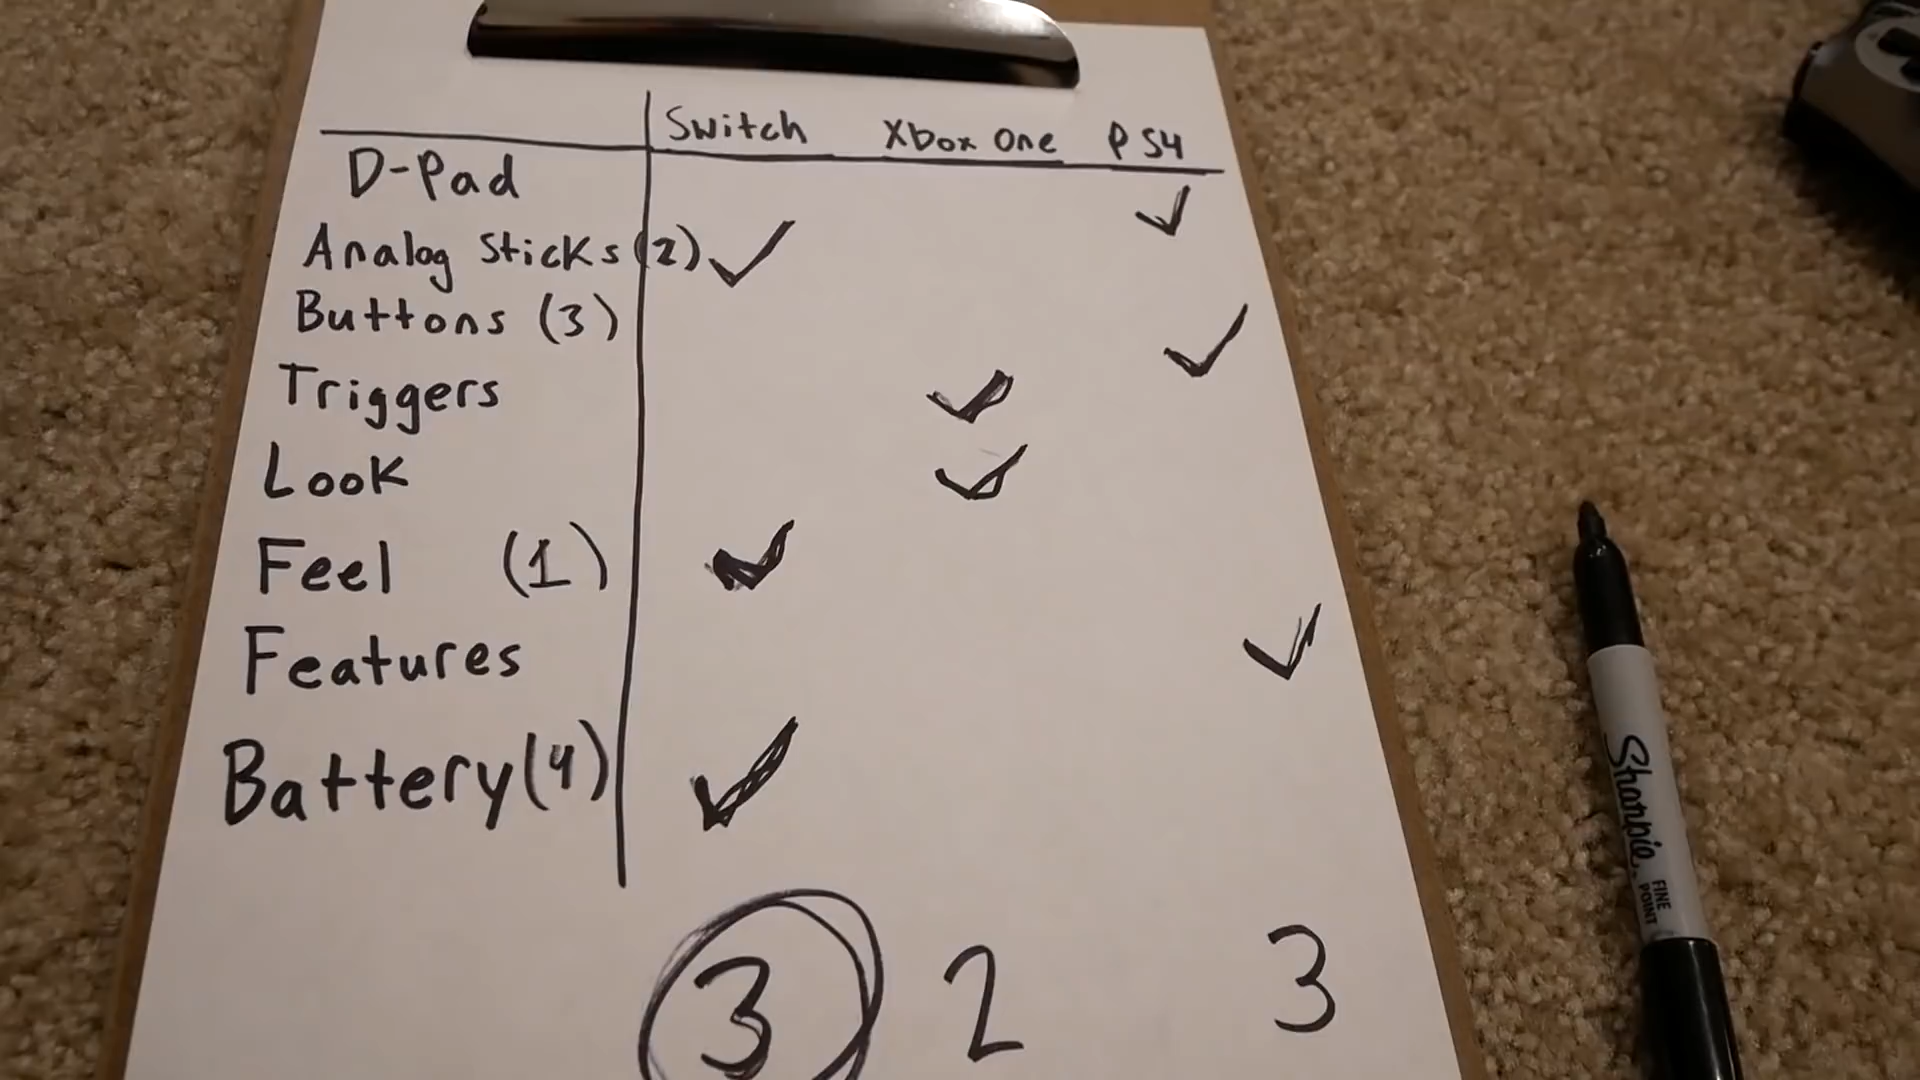 Switch Xbox One PS4
D-Pad
Analog Sticks (2)
Buttons (3)
Triggers
Look
Feel (1)
Features
Battery (4)
3 2 3
Sharpie.
FINE
POINT